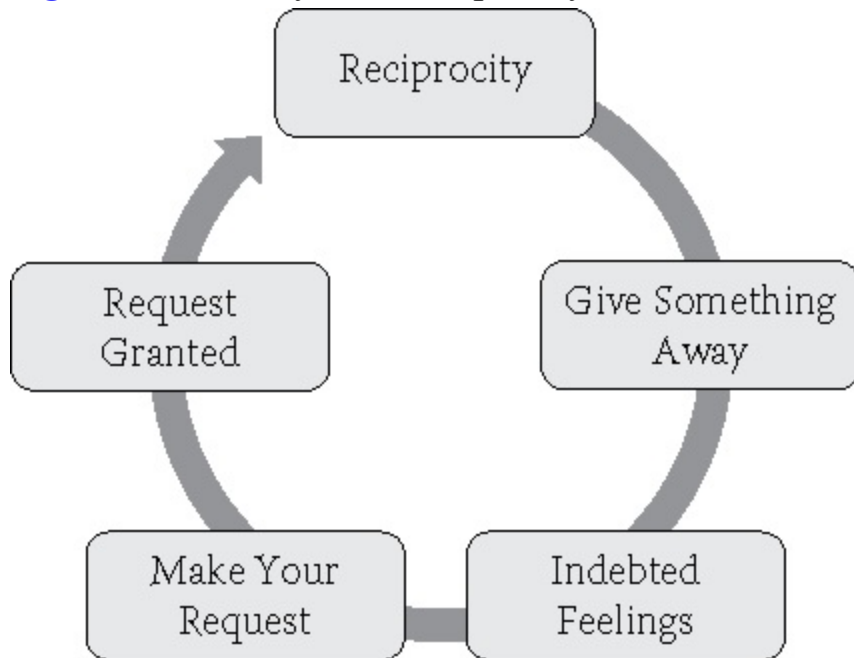 Reciprocity
Give Something
Away
Indebted
Feelings
Make Your
Request
Request
Granted